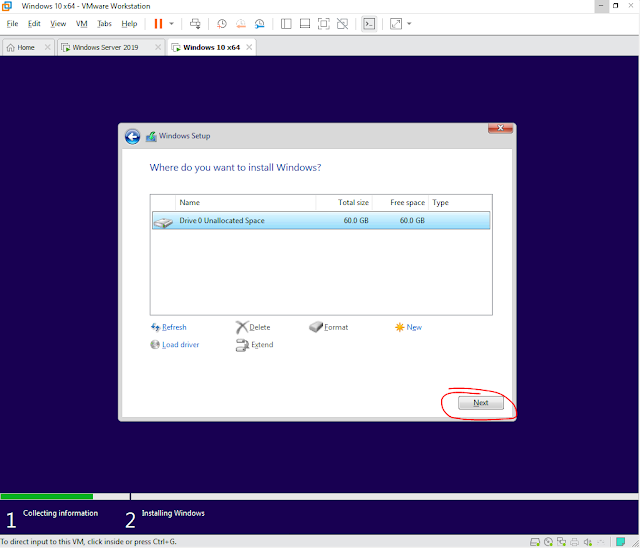 Windows 10 x64 - VMware Workstation
File Edit View VM Tabs Help
Home Windows Server 2019 Windows 10 x64
Windows Setup
Where do you want to install Windows?
Name Total size Free space Type
Drive 0 Unallocated Space 60.0 GB 60.0 GB
Refresh Delete Format New
Load driver Extend
Next
1 Collecting information 2 Installing Windows
To direct input to this VM, click inside or press Ctrl+G.